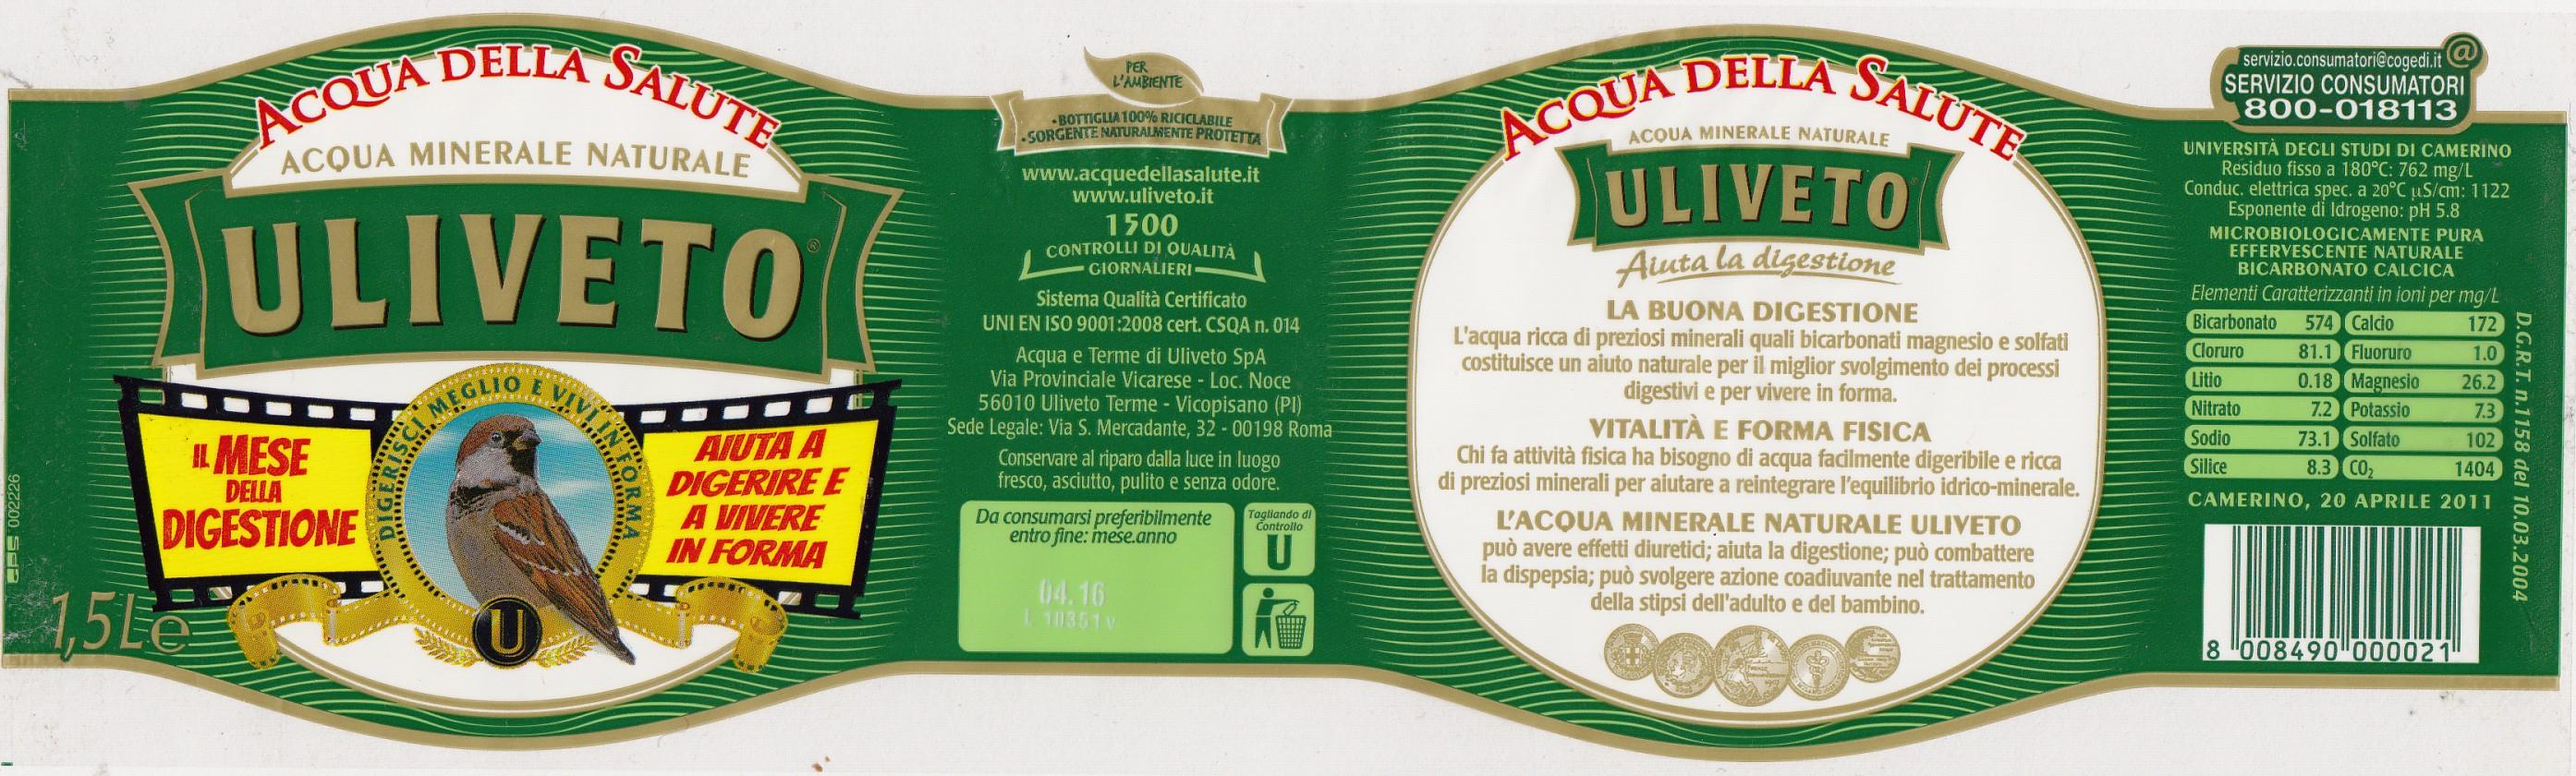 ACQUA DELLA SALUTE
ACQUA MINERALE NATURALE
ULIVETO®
DIGERISCI MEGLIO E VIVI IN FORMA
IL MESE
DELLA
DIGESTIONE
AIUTA A
DIGERIRE E
A VIVERE
IN FORMA
U
1,5L e
002226
PER
L'AMBIENTE
• BOTTIGLIA 100% RICICLABILE
• SORGENTE NATURALMENTE PROTETTA
www.acquedellasalute.it
www.uliveto.it
1500
CONTROLLI DI QUALITÀ
GIORNALIERI
Sistema Qualità Certificato
UNI EN ISO 9001:2008 cert. CSQA n. 014
Acqua e Terme di Uliveto SpA
Via Provinciale Vicarese - Loc. Noce
56010 Uliveto Terme - Vicopisano (PI)
Sede Legale: Via S. Mercadante, 32 - 00198 Roma
Conservare al riparo dalla luce in luogo
fresco, asciutto, pulito e senza odore.
Da consumarsi preferibilmente
entro fine: mese.anno
04.16
L 10351 v
Tagliando di
Controllo
U
ACQUA DELLA SALUTE
ACQUA MINERALE NATURALE
ULIVETO
Aiuta la digestione
LA BUONA DIGESTIONE
L'acqua ricca di preziosi minerali quali bicarbonati magnesio e solfati
costituisce un aiuto naturale per il miglior svolgimento dei processi
digestivi e per vivere in forma.
VITALITÀ E FORMA FISICA
Chi fa attività fisica ha bisogno di acqua facilmente digeribile e ricca
di preziosi minerali per aiutare a reintegrare l'equilibrio idrico-minerale.
L'ACQUA MINERALE NATURALE ULIVETO
può avere effetti diuretici; aiuta la digestione; può combattere
la dispepsia; può svolgere azione coadiuvante nel trattamento
della stipsi dell'adulto e del bambino.
servizio.consumatori@cogedi.it @
SERVIZIO CONSUMATORI
800-018113
UNIVERSITÀ DEGLI STUDI DI CAMERINO
Residuo fisso a 180°C: 762 mg/L
Conduc. elettrica spec. a 20°C µS/cm: 1122
Esponente di Idrogeno: pH 5.8
MICROBIOLOGICAMENTE PURA
EFFERVESCENTE NATURALE
BICARBONATO CALCICA
Elementi Caratterizzanti in ioni per mg/L
Bicarbonato 574 Calcio 172
Cloruro 81.1 Fluoruro 1.0
Litio 0.18 Magnesio 26.2
Nitrato 7.2 Potassio 7.3
Sodio 73.1 Solfato 102
Silice 8.3 CO₂ 1404
CAMERINO, 20 APRILE 2011
D.G.R.T. n.1158 del 10.03.2004
8 008490 000021